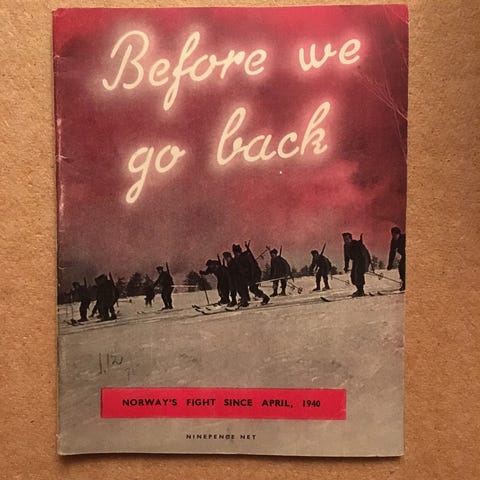 Before we
go back
NORWAY'S FIGHT SINCE APRIL, 1940
NINEPENCE NET